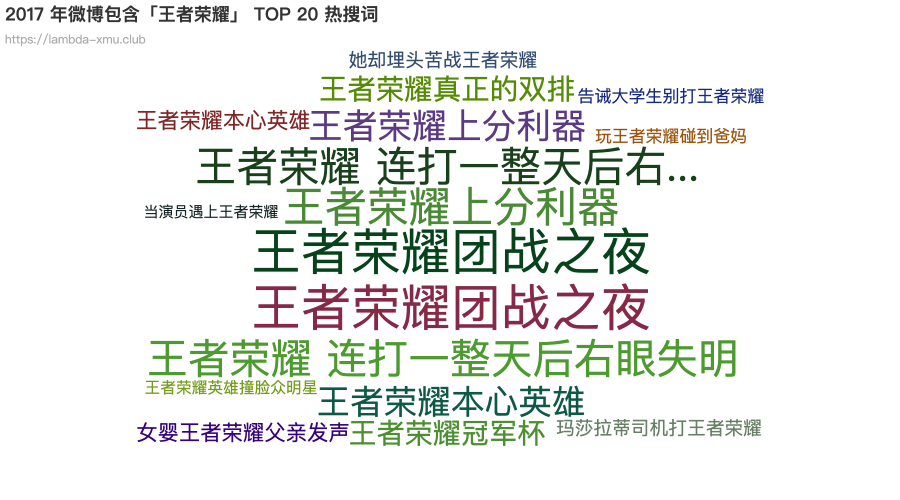 2017 年微博包含「王者荣耀」 TOP 20 热搜词
https://lambda-xmu.club
她却埋头苦战王者荣耀
王者荣耀真正的双排
告诫大学生别打王者荣耀
王者荣耀本心英雄
王者荣耀上分利器
玩王者荣耀碰到爸妈
王者荣耀 连打一整天后右...
当演员遇上王者荣耀
王者荣耀上分利器
王者荣耀团战之夜
王者荣耀团战之夜
王者荣耀 连打一整天后右眼失明
王者荣耀英雄撞脸众明星
王者荣耀本心英雄
女婴王者荣耀父亲发声
王者荣耀冠军杯
玛莎拉蒂司机打王者荣耀